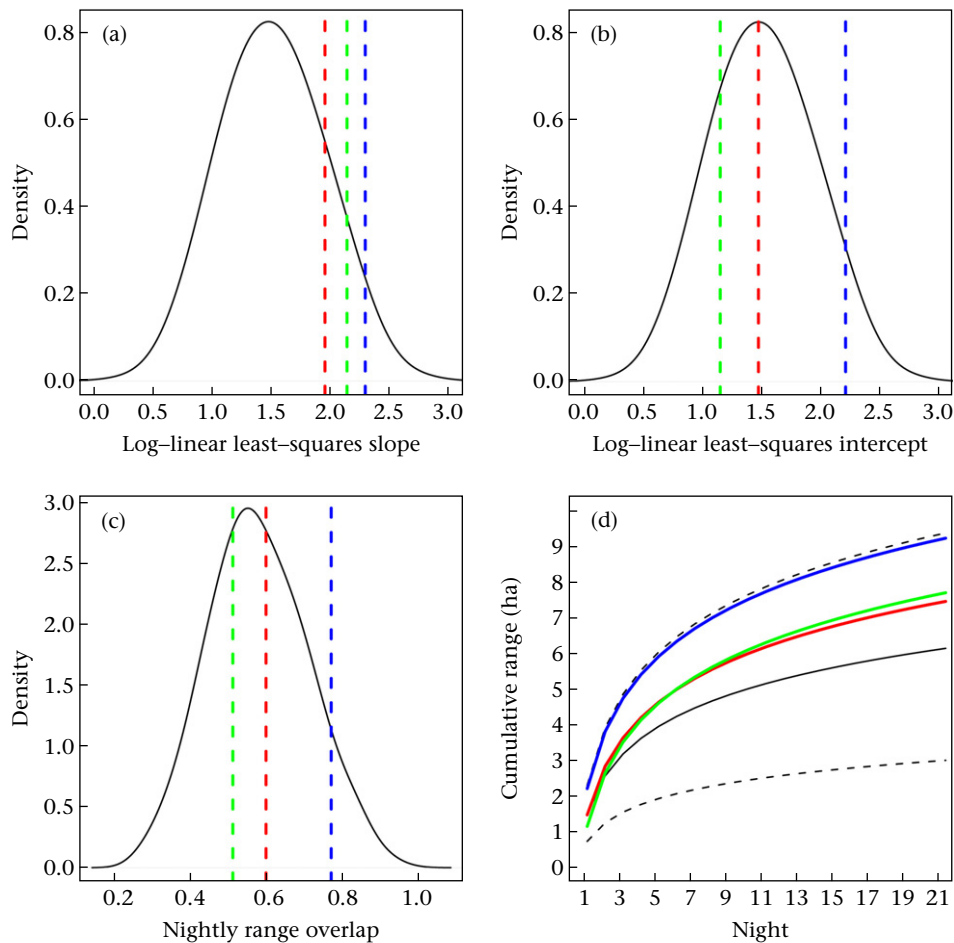 (a)
0.8
0.6
0.4
0.2
0.0
Density
0.0 0.5 1.0 1.5 2.0 2.5 3.0
Log–linear least–squares slope
(b)
0.8
0.6
0.4
0.2
0.0
Density
0.0 0.5 1.0 1.5 2.0 2.5 3.0
Log–linear least–squares intercept
(c)
3.0
2.5
2.0
1.5
1.0
0.5
0.0
Density
0.2 0.4 0.6 0.8 1.0
Nightly range overlap
(d)
9
8
7
6
5
4
3
2
1
0
Cumulative range (ha)
1 3 5 7 9 11 13 15 17 19 21
Night